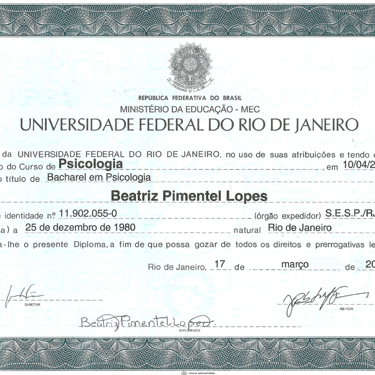 REPÚBLICA FEDERATIVA DO BRASIL
MINISTÉRIO DA EDUCAÇÃO - MEC
UNIVERSIDADE FEDERAL DO RIO DE JANEIRO
da UNIVERSIDADE FEDERAL DO RIO DE JANEIRO, no uso de suas atribuições e tendo
o do Curso de Psicologia , em 10/04/2
o título de Bacharel em Psicologia
Beatriz Pimentel Lopes
e identidade nº 11.902.055-0 (órgão expedidor) S.E.S.P./RJ
a) a 25 de dezembro de 1980 natural Rio de Janeiro
a-lhe o presente Diploma, a fim de que possa gozar de todos os direitos e prerrogativas le
Rio de Janeiro, 17 de março de 20
DIRETOR
REITOR
Beatriz Pimentel Lopes
DIPLOMADO